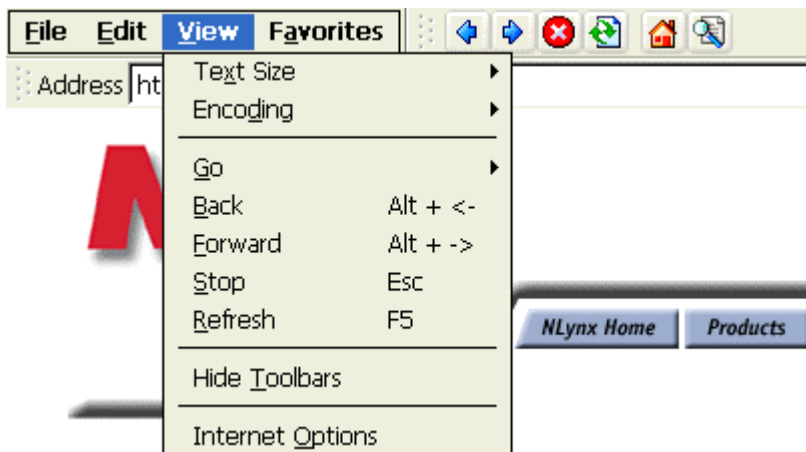 File Edit View Favorites
Address ht
Text Size
Encoding
Go
Back Alt + <-
Forward Alt + ->
Stop Esc
Refresh F5
NLynx Home Products
Hide Toolbars
Internet Options